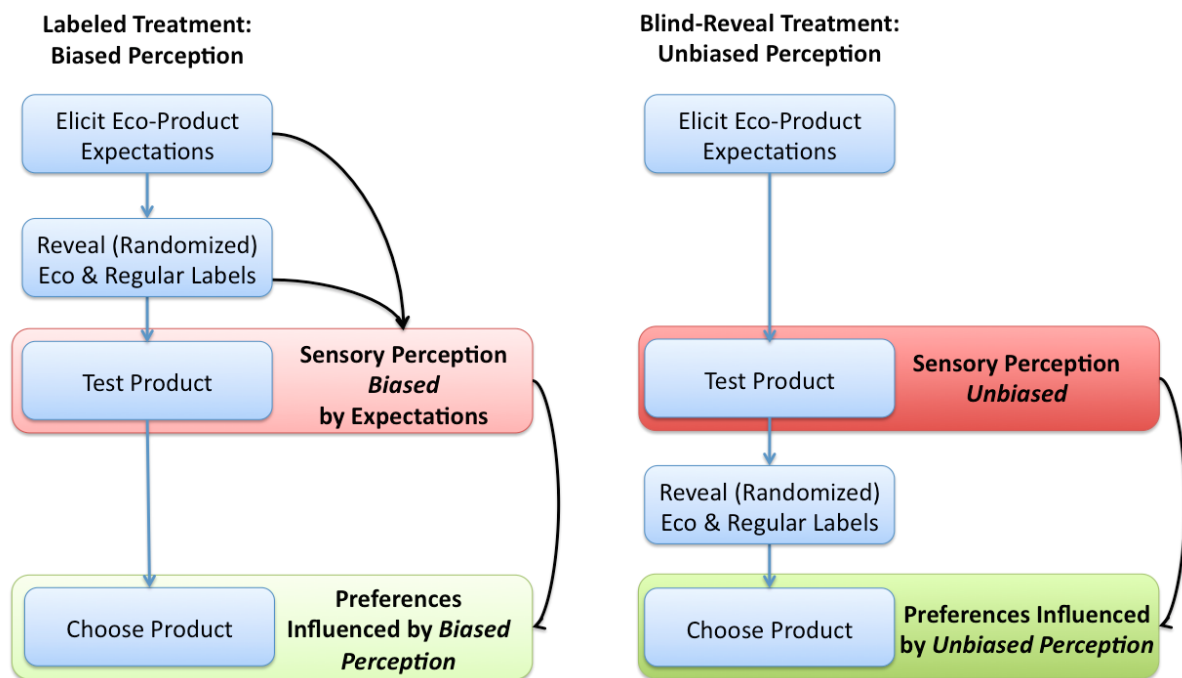 Labeled Treatment:
Biased Perception
Elicit Eco-Product
Expectations
Reveal (Randomized)
Eco & Regular Labels
Test Product
Sensory Perception
Biased
by Expectations
Choose Product
Preferences
Influenced by Biased
Perception
Blind-Reveal Treatment:
Unbiased Perception
Elicit Eco-Product
Expectations
Test Product
Sensory Perception
Unbiased
Reveal (Randomized)
Eco & Regular Labels
Choose Product
Preferences Influenced
by Unbiased Perception